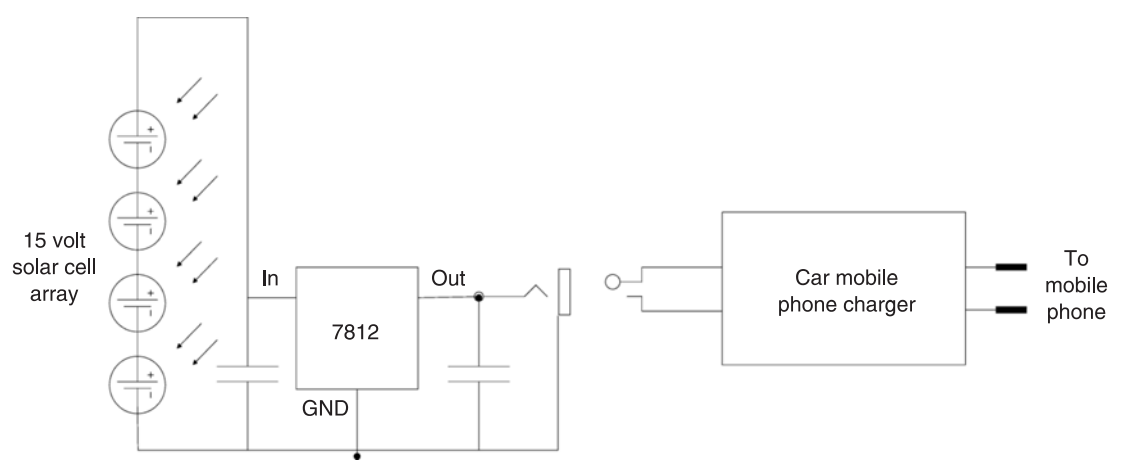 15 volt
solar cell
array
In
7812
Out
GND
Car mobile
phone charger
To
mobile
phone